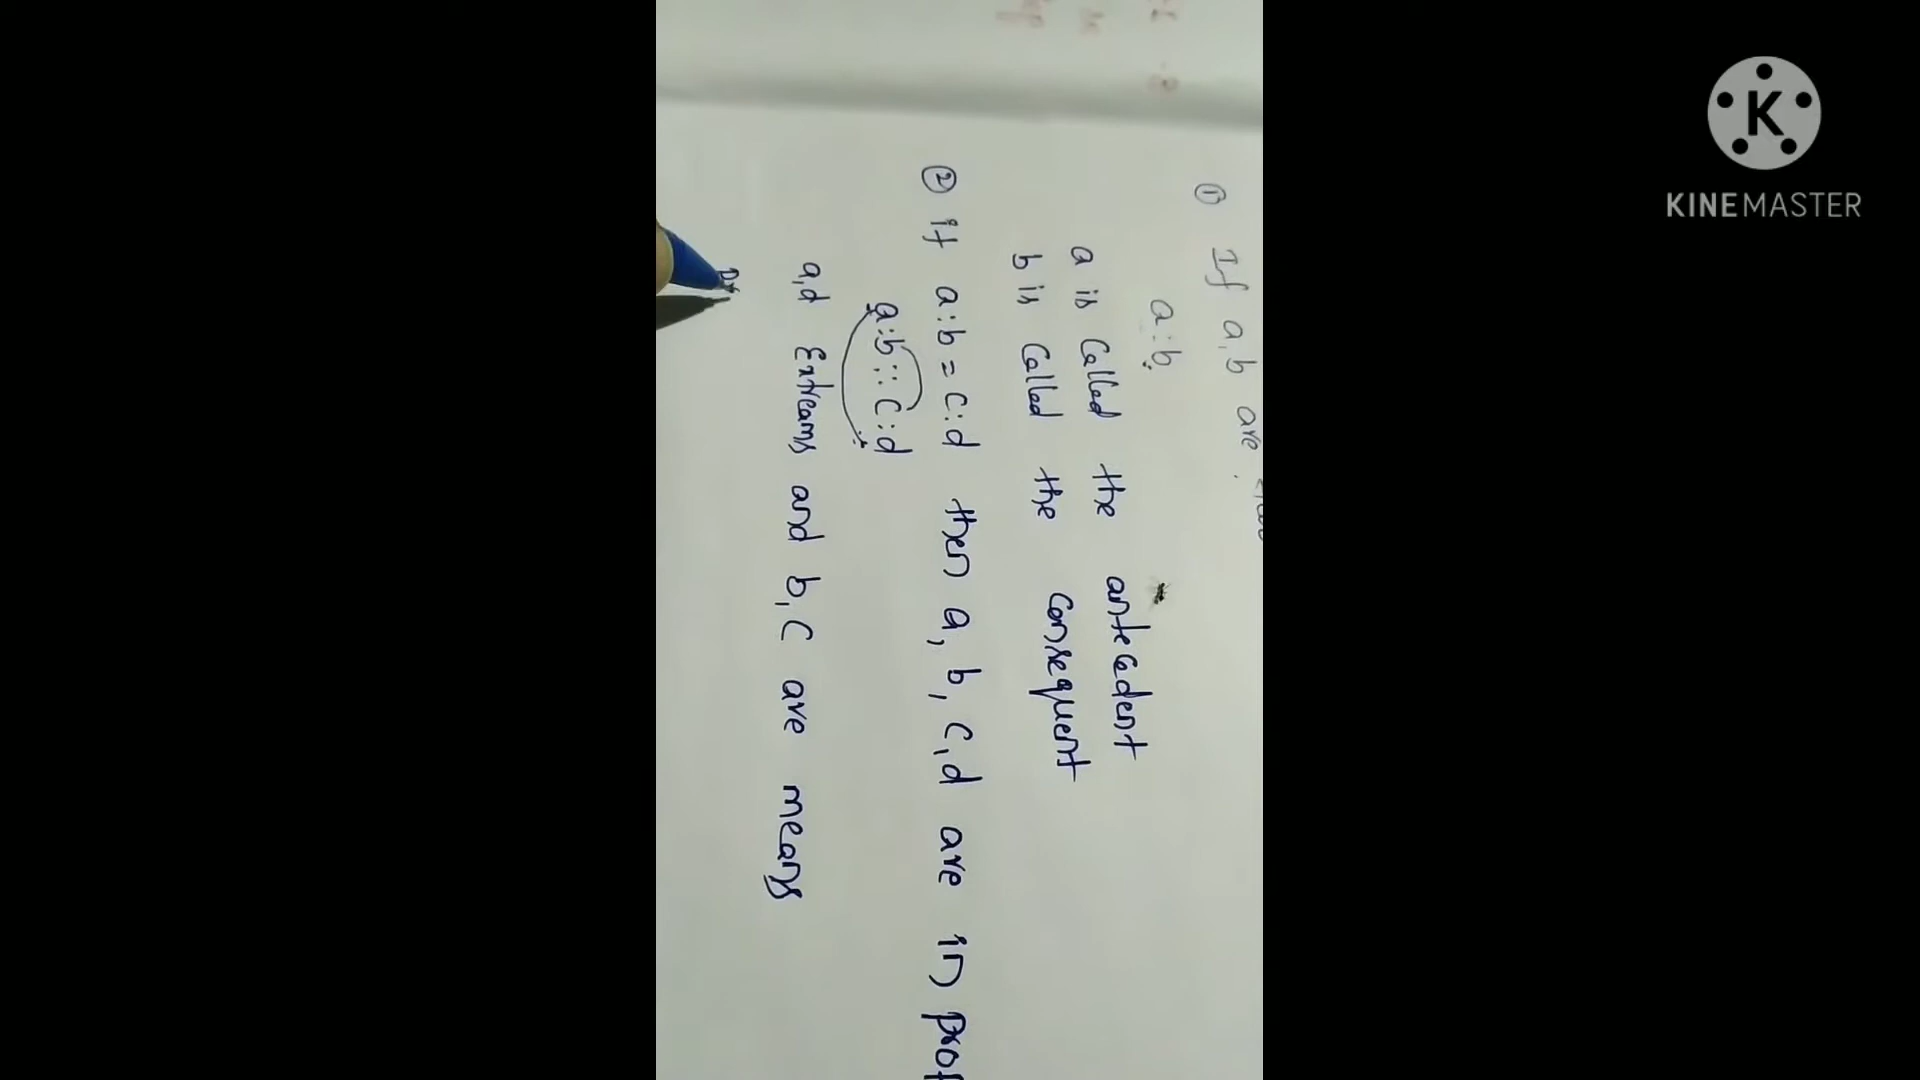 ① If a,b are
a:b
a is called the antecedent
b is called the consequent
② if a:b = c:d then a, b, c, d are in prop
a:b::c:d
a,d Extreams and b,c are means
K
KINEMASTER